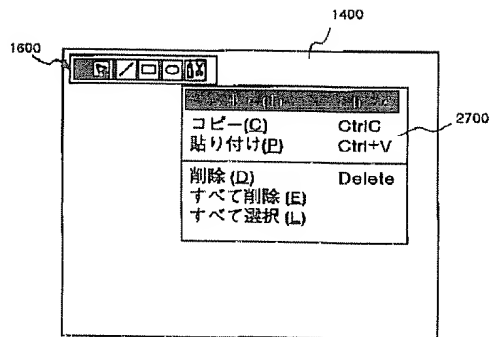 1400
1600
コピー(C) CtrlC
2700
貼り付け(P) Ctrl+V
削除(D) Delete
すべて削除(E)
すべて選択(L)